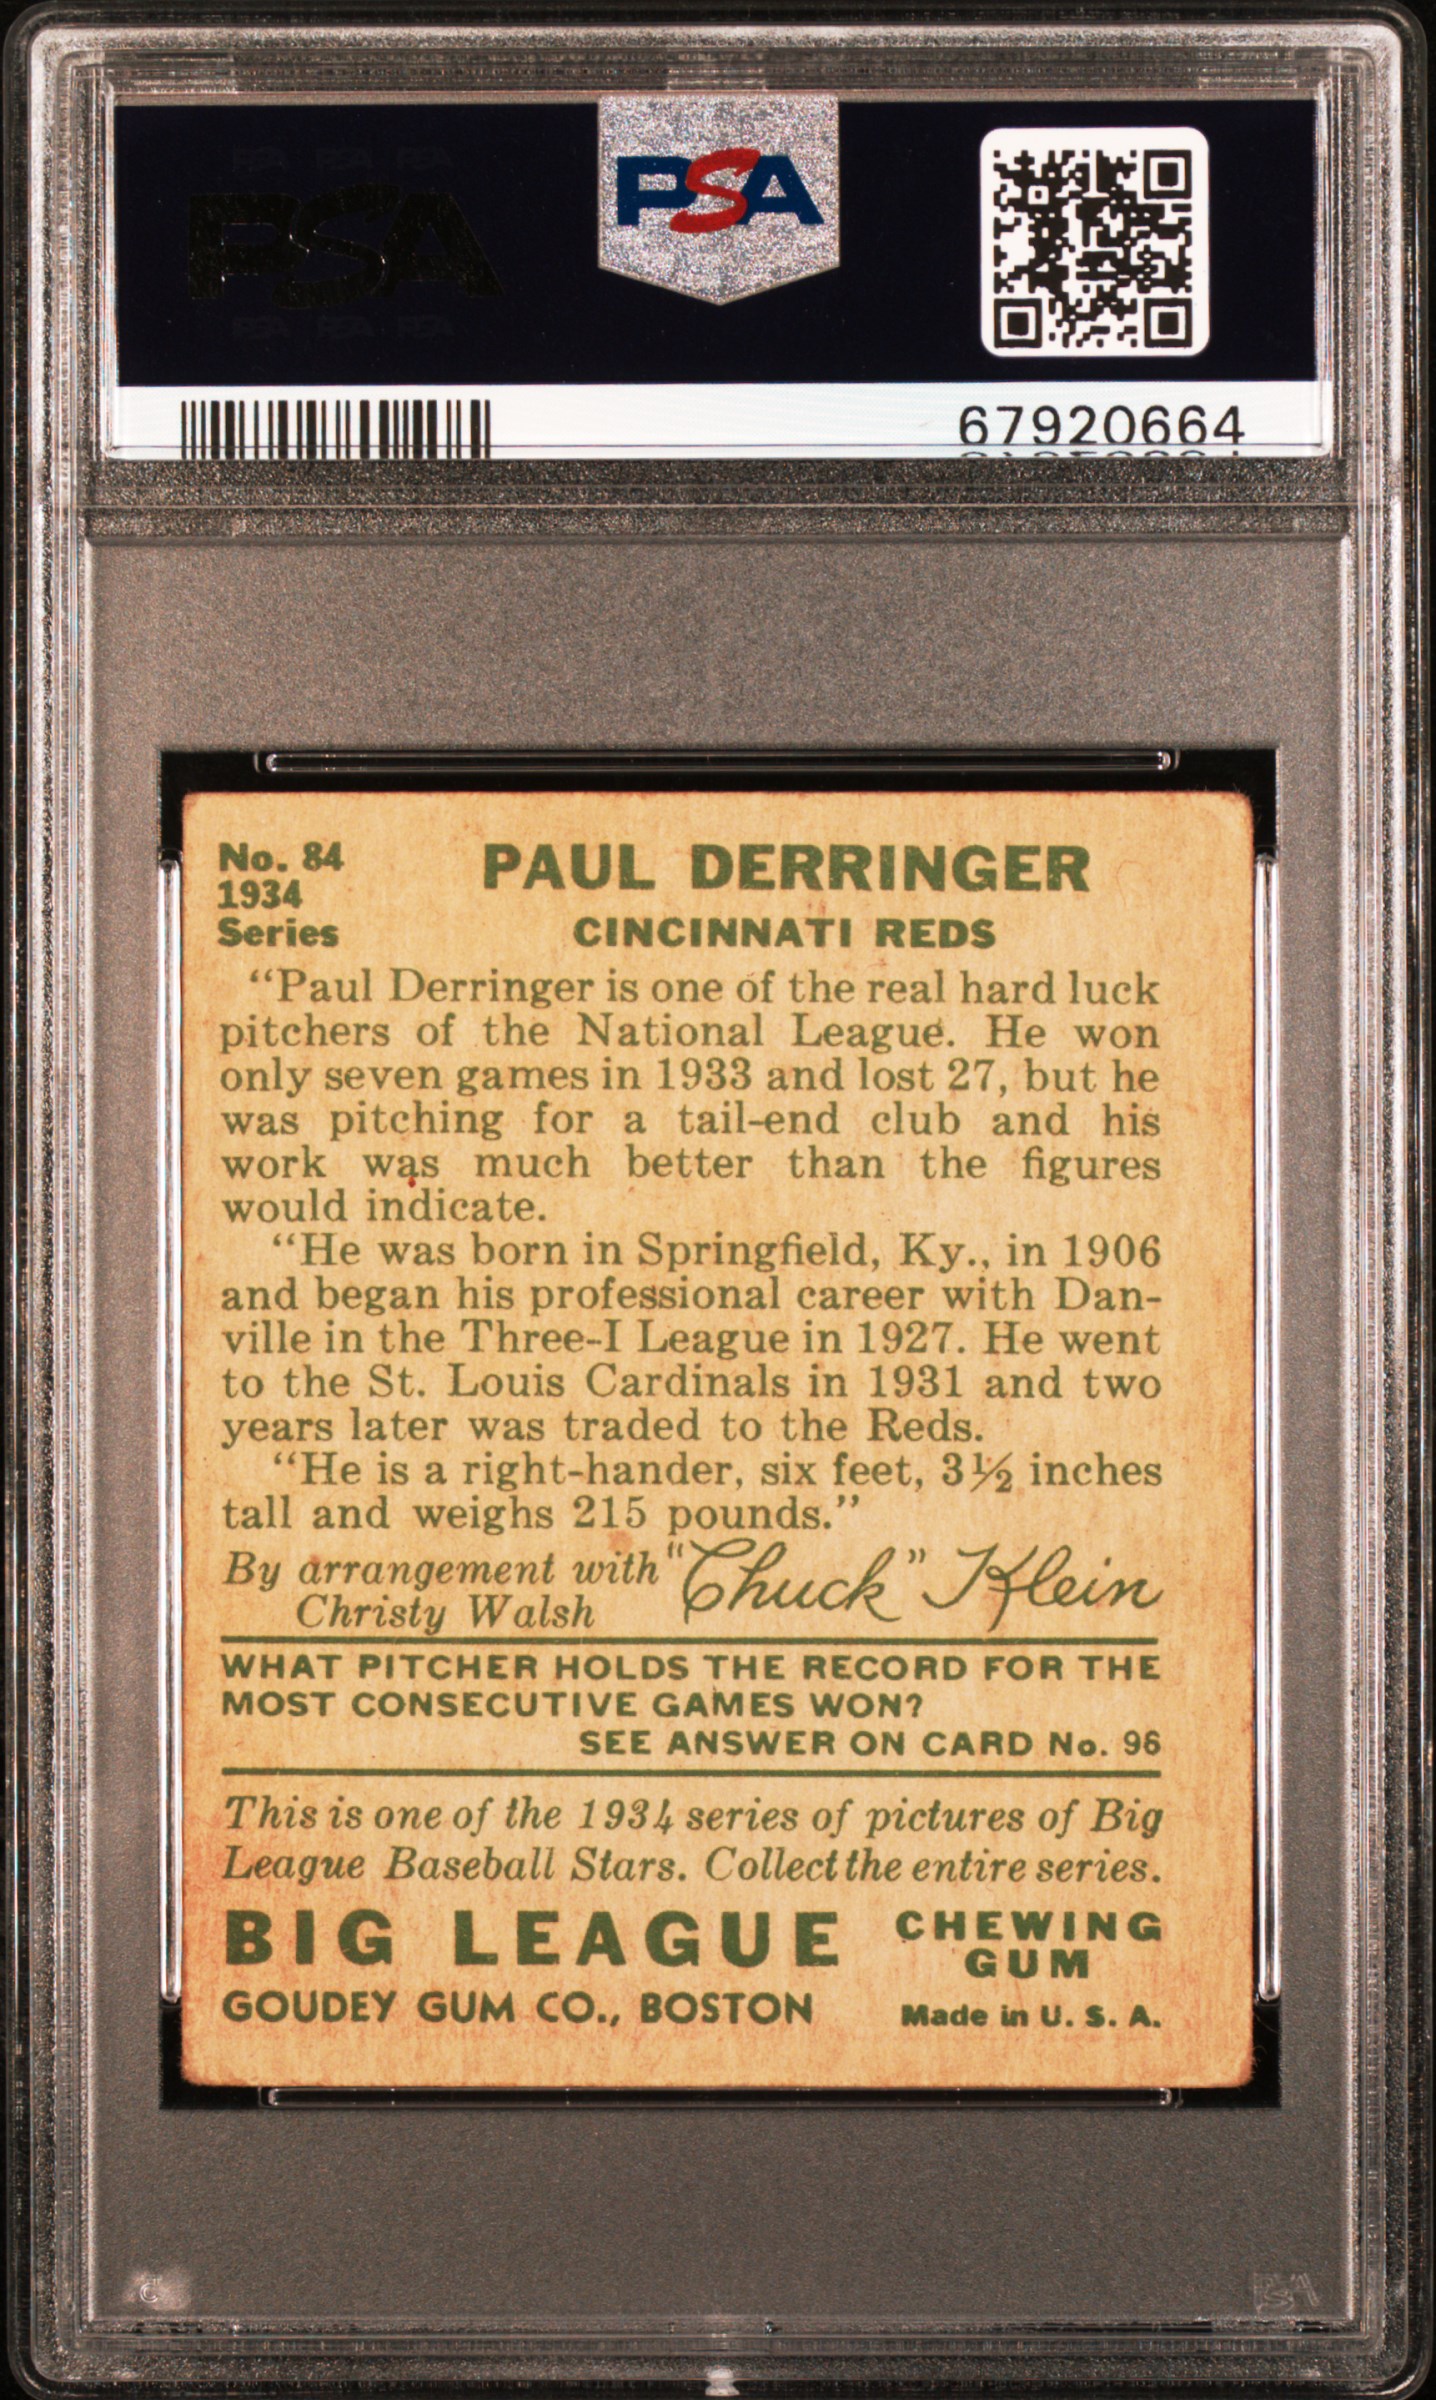 PSA
PSA PSA PSA
PSA
PSA PSA PSA
67920664
No. 84
1934
Series
PAUL DERRINGER
CINCINNATI REDS
“Paul Derringer is one of the real hard luck
pitchers of the National League. He won
only seven games in 1933 and lost 27, but he
was pitching for a tail-end club and his
work was much better than the figures
would indicate.
“He was born in Springfield, Ky., in 1906
and began his professional career with Dan-
ville in the Three-I League in 1927. He went
to the St. Louis Cardinals in 1931 and two
years later was traded to the Reds.
“He is a right-hander, six feet, 3½ inches
tall and weighs 215 pounds.”
By arrangement with
Christy Walsh
"Chuck" Klein
WHAT PITCHER HOLDS THE RECORD FOR THE
MOST CONSECUTIVE GAMES WON?
SEE ANSWER ON CARD No. 96
This is one of the 1934 series of pictures of Big
League Baseball Stars. Collect the entire series.
BIG LEAGUE
CHEWING
GUM
GOUDEY GUM CO., BOSTON
Made in U. S. A.
PSA